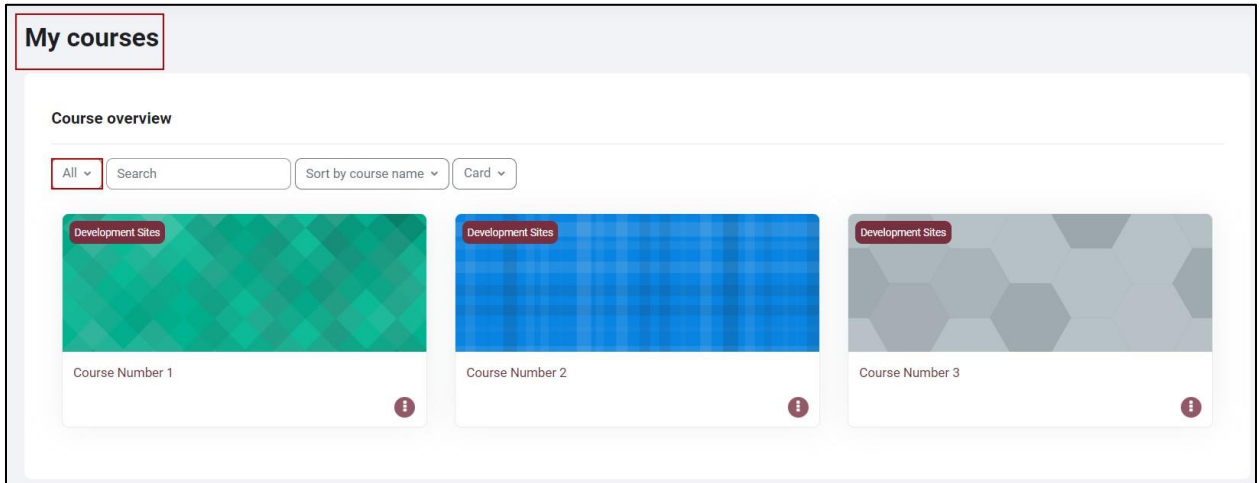 My courses
Course overview
All Search Sort by course name Card
Development Sites Development Sites Development Sites
Course Number 1 Course Number 2 Course Number 3